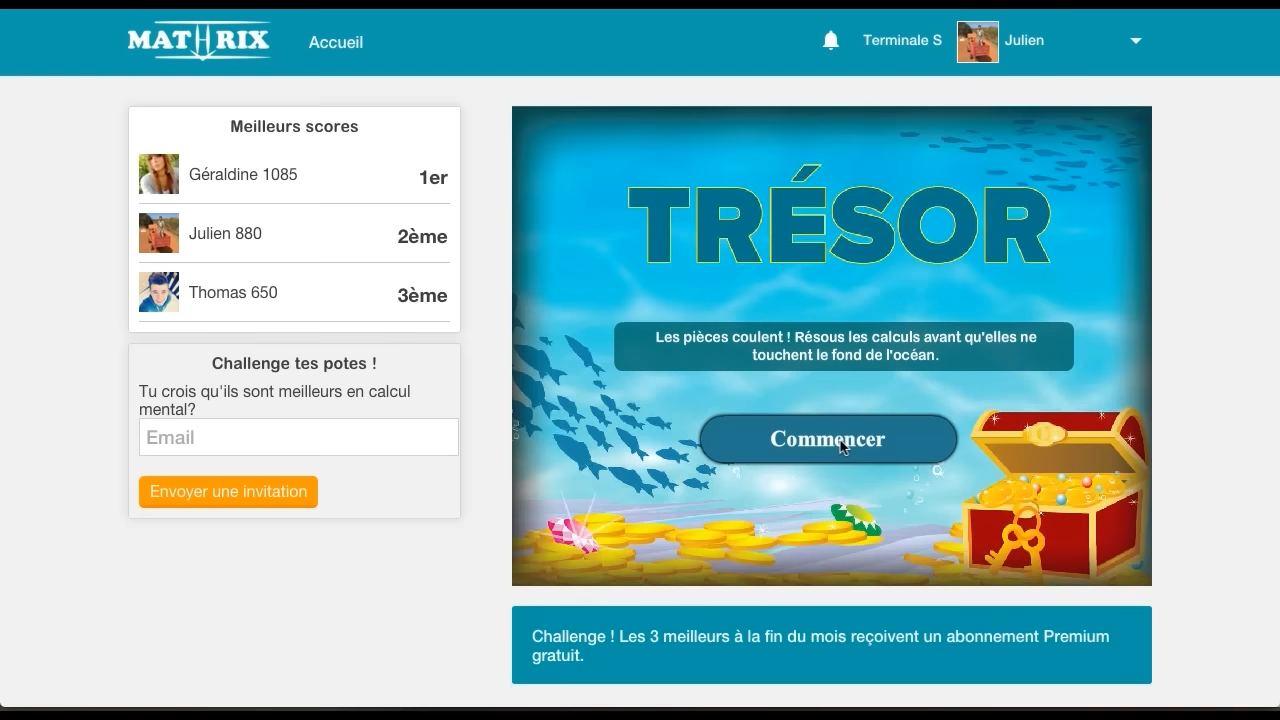 MATHRIX
Accueil
Terminale S
Julien
Meilleurs scores
Géraldine 1085
1er
Julien 880
2ème
Thomas 650
3ème
Challenge tes potes !
Tu crois qu'ils sont meilleurs en calcul
mental?
Email
Envoyer une invitation
TRÉSOR
Les pièces coulent ! Résous les calculs avant qu'elles ne
touchent le fond de l'océan.
Commencer
Challenge ! Les 3 meilleurs à la fin du mois reçoivent un abonnement Premium
gratuit.